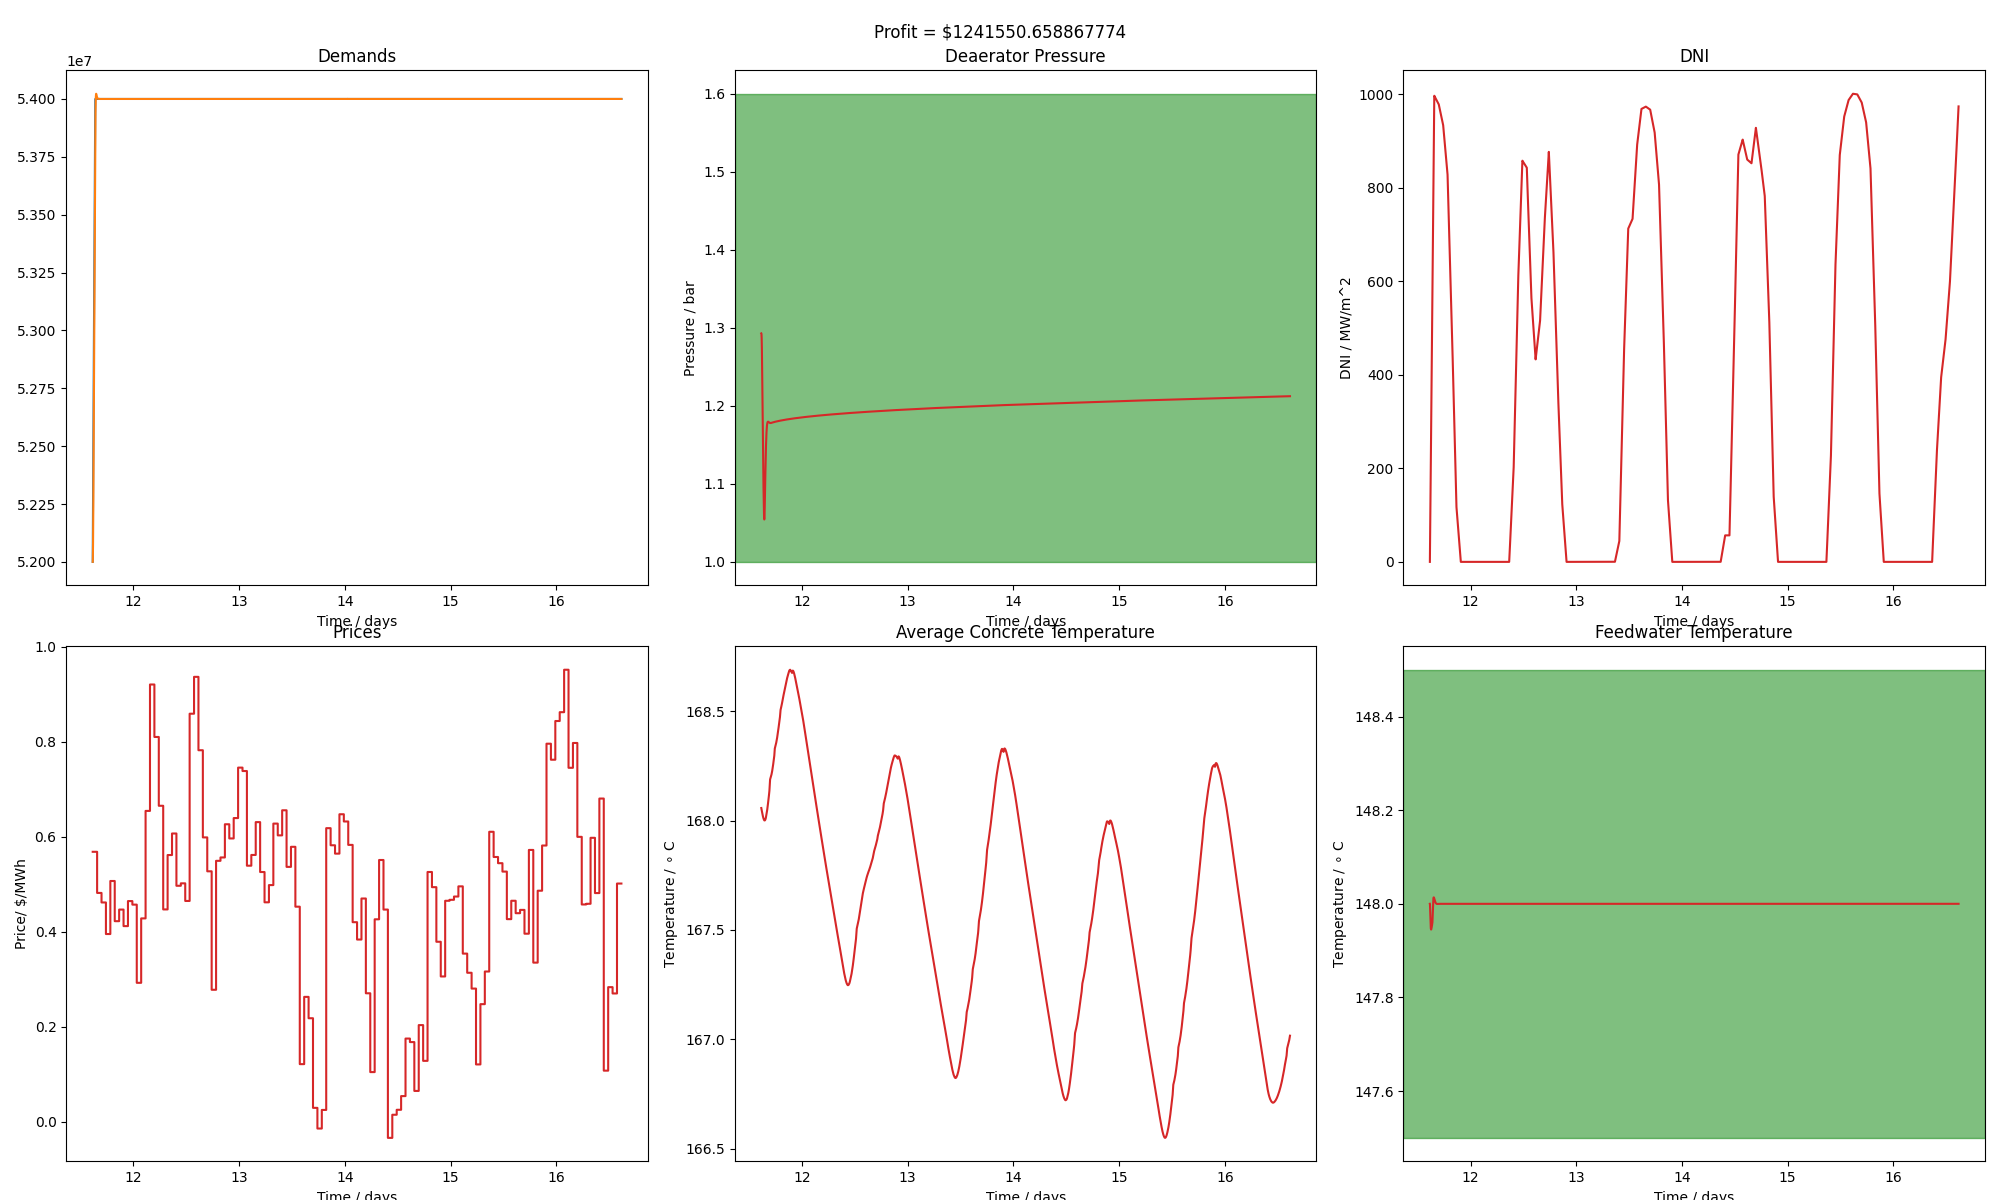 Profit = $1241550.658867774
Demands
1e7
5.400
5.375
5.350
5.325
5.300
5.275
5.250
5.225
5.200
12 13 14 15 16
Time / days
Deaerator Pressure
Pressure / bar
1.6
1.5
1.4
1.3
1.2
1.1
1.0
12 13 14 15 16
Time / days
DNI
DNI / MW/m^2
1000
800
600
400
200
0
12 13 14 15 16
Time / days
Prices
Price/ $/MWh
1.0
0.8
0.6
0.4
0.2
0.0
12 13 14 15 16
Time / days
Average Concrete Temperature
Temperature / ∘ C
168.5
168.0
167.5
167.0
166.5
12 13 14 15 16
Time / days
Feedwater Temperature
Temperature / ∘ C
148.4
148.2
148.0
147.8
147.6
12 13 14 15 16
Time / days